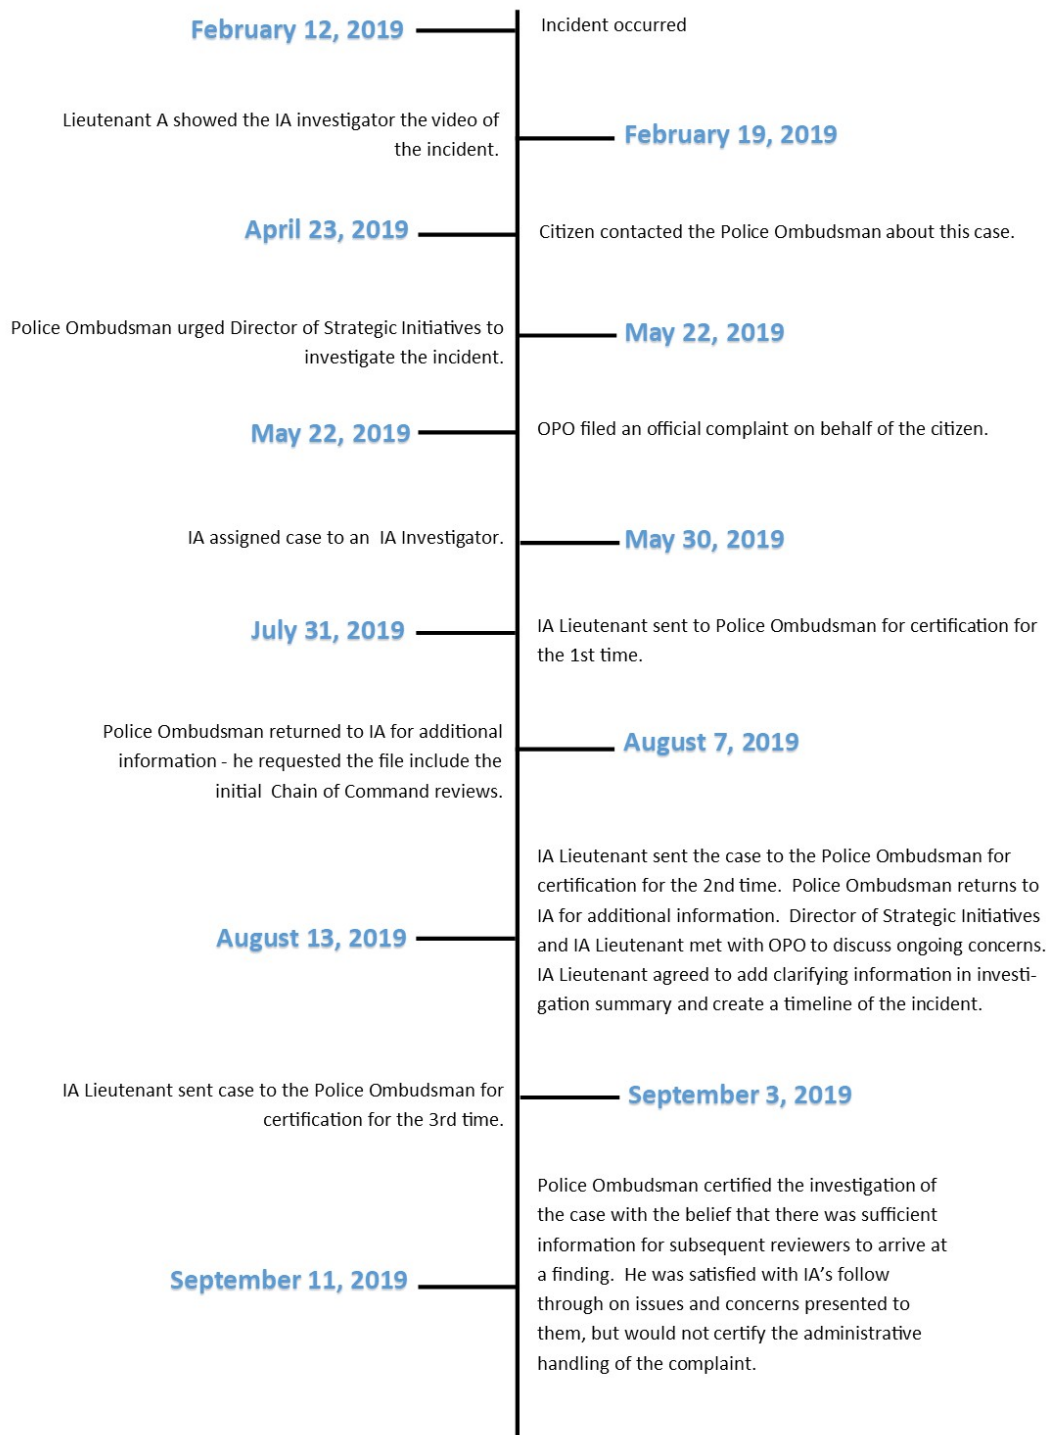 February 12, 2019
Incident occurred
Lieutenant A showed the IA investigator the video of
the incident.
February 19, 2019
April 23, 2019
Citizen contacted the Police Ombudsman about this case.
Police Ombudsman urged Director of Strategic Initiatives to
investigate the incident.
May 22, 2019
May 22, 2019
OPO filed an official complaint on behalf of the citizen.
IA assigned case to an  IA Investigator.
May 30, 2019
July 31, 2019
IA Lieutenant sent to Police Ombudsman for certification for
the 1st time.
Police Ombudsman returned to IA for additional
information - he requested the file include the
initial  Chain of Command reviews.
August 7, 2019
August 13, 2019
IA Lieutenant sent the case to the Police Ombudsman for
certification for the 2nd time.  Police Ombudsman returns to
IA for additional information.  Director of Strategic Initiatives
and IA Lieutenant met with OPO to discuss ongoing concerns.
IA Lieutenant agreed to add clarifying information in investi-
gation summary and create a timeline of the incident.
IA Lieutenant sent case to the Police Ombudsman for
certification for the 3rd time.
September 3, 2019
September 11, 2019
Police Ombudsman certified the investigation of
the case with the belief that there was sufficient
information for subsequent reviewers to arrive at
a finding.  He was satisfied with IA's follow
through on issues and concerns presented to
them, but would not certify the administrative
handling of the complaint.